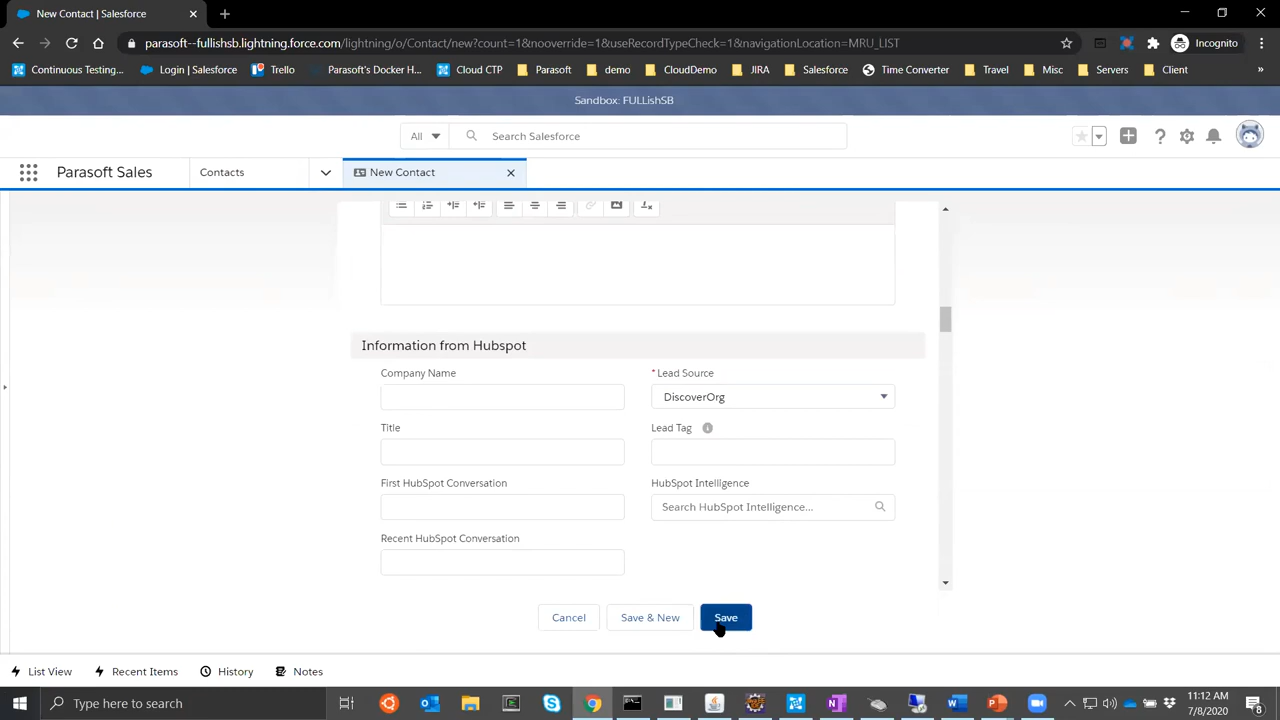 New Contact | Salesforce
parasoft--fullishsb.lightning.force.com/lightning/o/Contact/new?count=1&nooverride=1&useRecordTypeCheck=1&navigationLocation=MRU_LIST
Incognito
Continuous Testing...
Login | Salesforce
Trello
Parasoft's Docker H...
Cloud CTP
Parasoft
demo
CloudDemo
JIRA
Salesforce
Time Converter
Travel
Misc
Servers
Client
»
Sandbox: FULLishSB
All
Search Salesforce
Parasoft Sales
Contacts
New Contact
Information from Hubspot
Company Name
* Lead Source
DiscoverOrg
Title
Lead Tag
First HubSpot Conversation
HubSpot Intelligence
Search HubSpot Intelligence...
Recent HubSpot Conversation
Cancel
Save & New
Save
List View
Recent Items
History
Notes
Type here to search
11:12 AM
7/8/2020
8